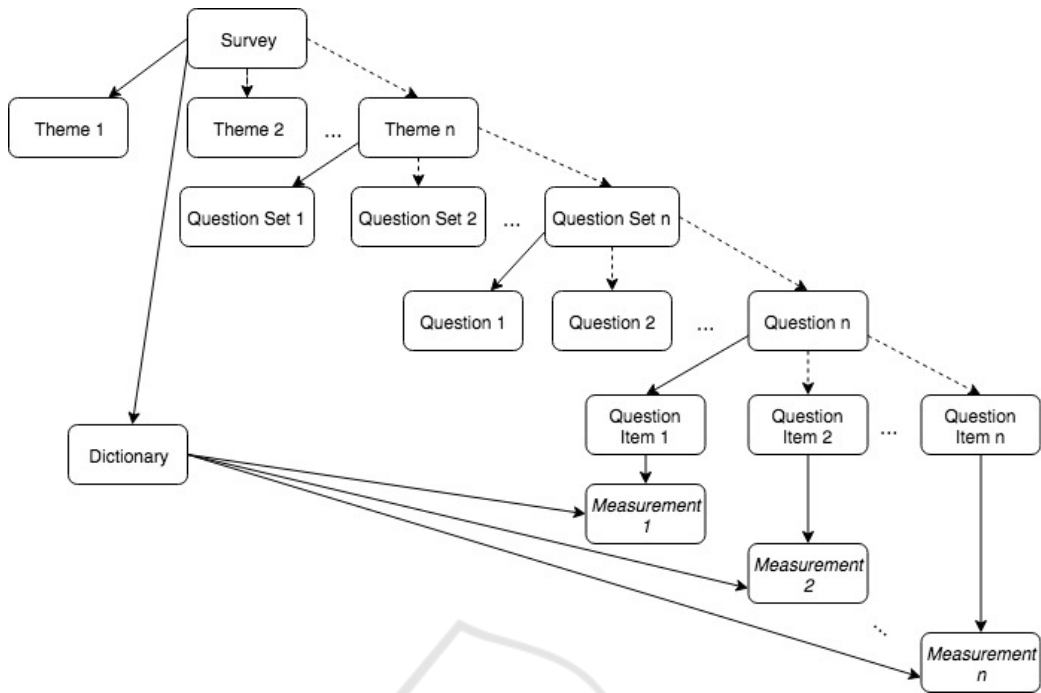 Survey
Theme 1
Theme 2
...
Theme n
Question Set 1
Question Set 2
...
Question Set n
Question 1
Question 2
...
Question n
Question
Item 1
Question
Item 2
...
Question
Item n
Dictionary
Measurement
1
Measurement
2
...
Measurement
n